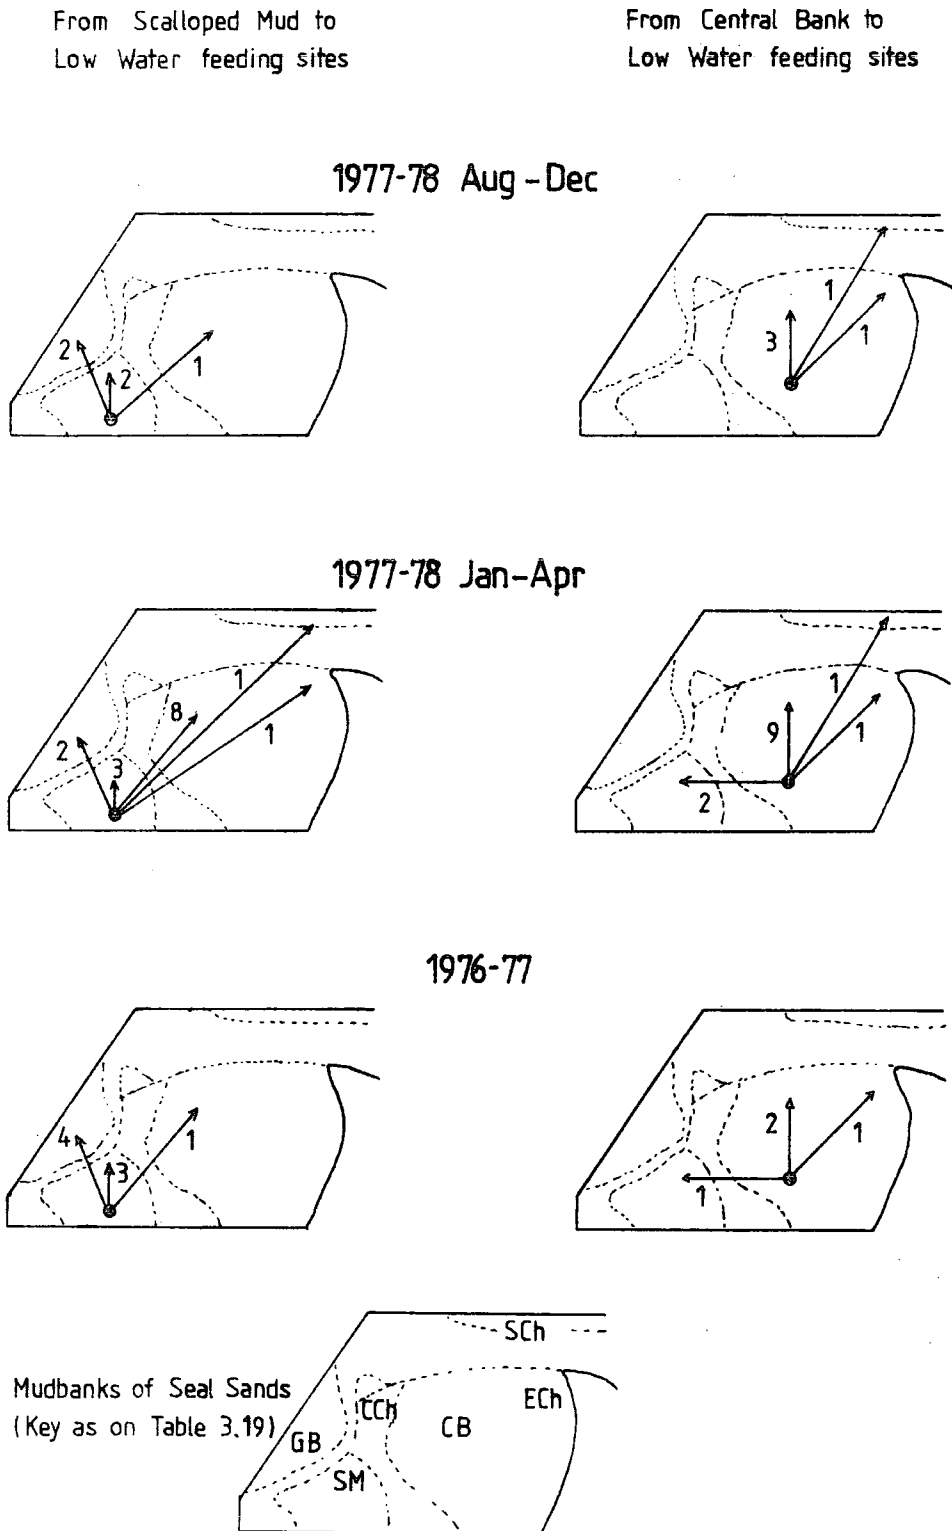 From Scalloped Mud to
Low Water feeding sites
From Central Bank to
Low Water feeding sites
1977-78 Aug-Dec
2
2
1
3
1
1
1977-78 Jan-Apr
2
3
8
1
1
9
2
1
1
1976-77
4
3
1
2
1
1
Mudbanks of Seal Sands
(Key as on Table 3.19)
SCh
CCh
ECh
GB
CB
SM